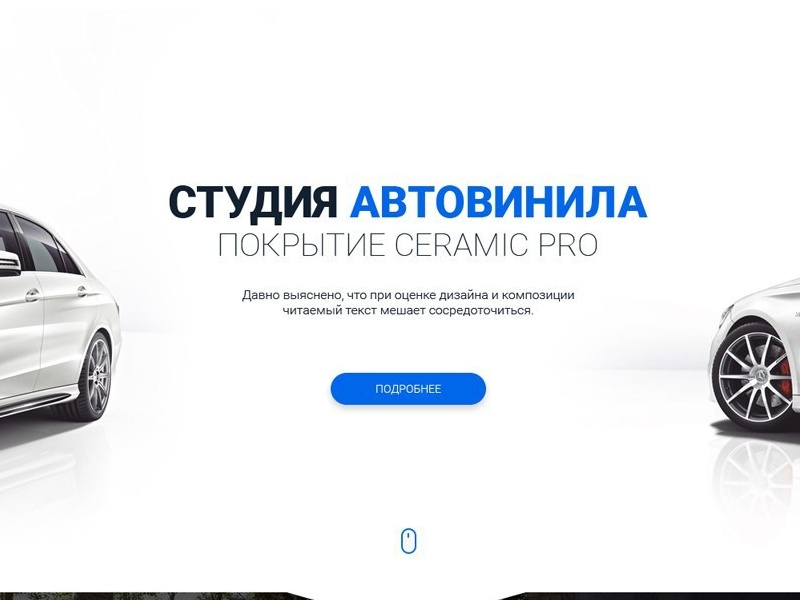 СТУДИЯ АВТОВИНИЛА
ПОКРЫТИЕ CERAMIC PRO
Давно выяснено, что при оценке дизайна и композиции
читаемый текст мешает сосредоточиться.
ПОДРОБНЕЕ